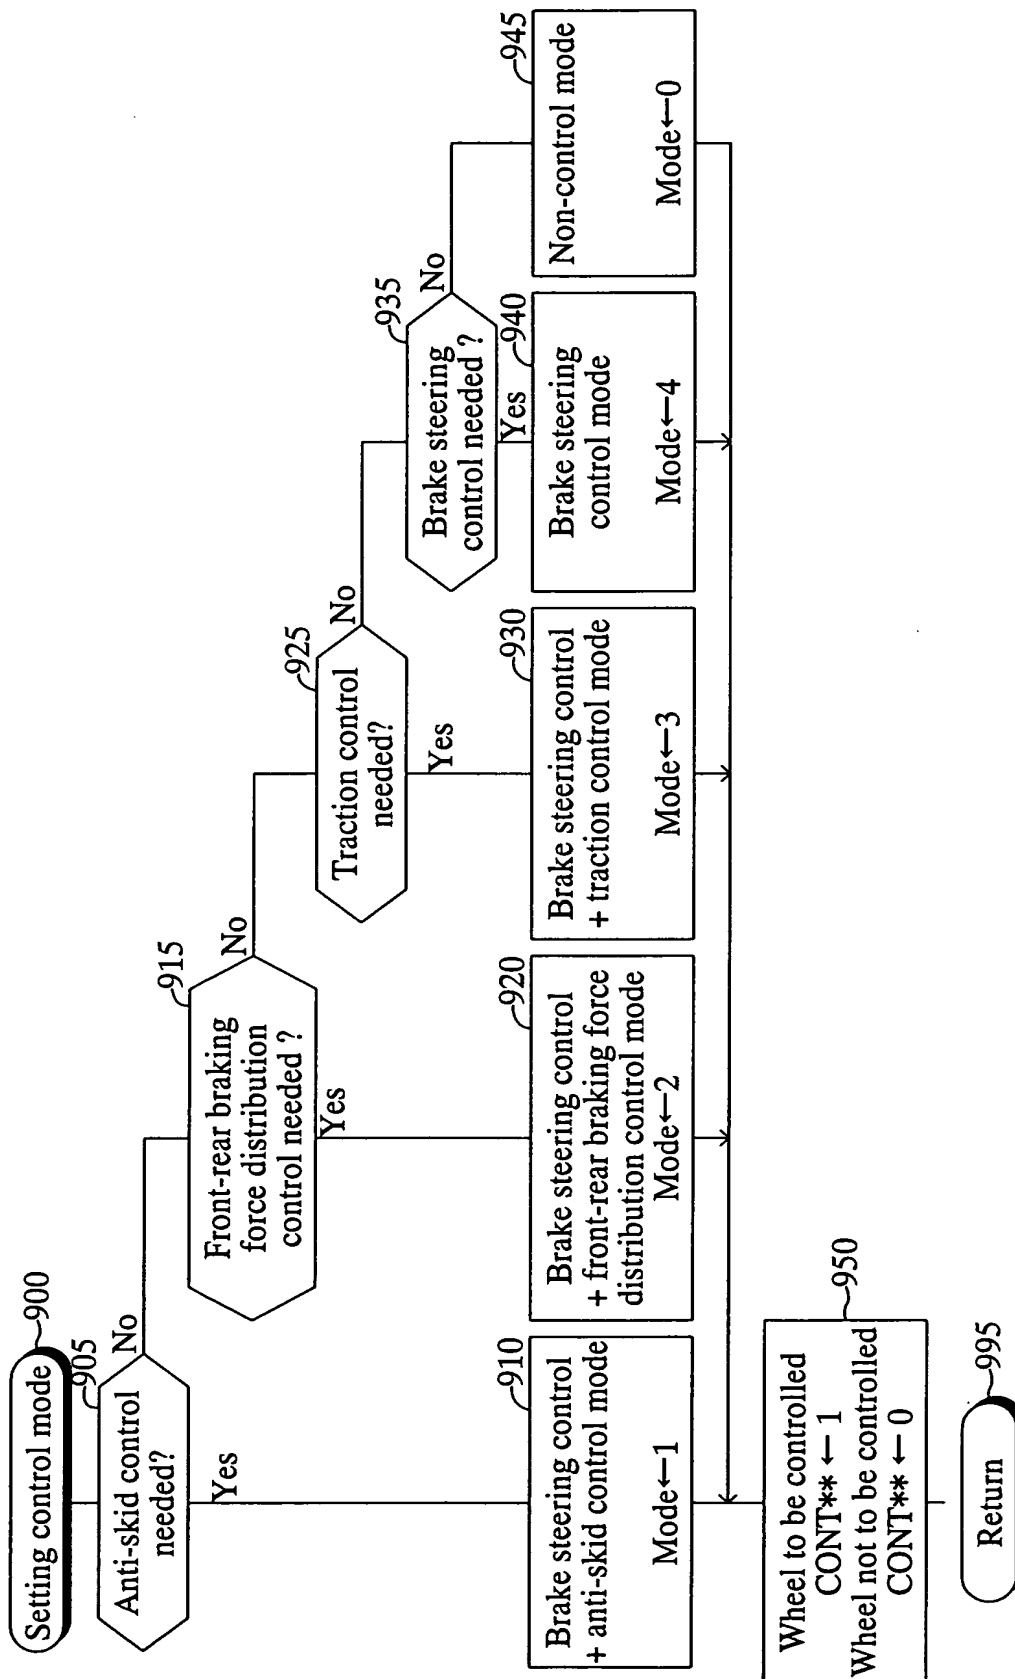 Setting control mode
900
905
Anti-skid control
needed?
No
Yes
915
Front-rear braking
force distribution
control needed ?
No
Yes
925
Traction control
needed?
No
Yes
935
Brake steering
control needed ?
No
Yes
910
Brake steering control
+ anti-skid control mode
Mode←1
920
Brake steering control
+ front-rear braking force
distribution control mode
Mode←2
930
Brake steering control
+ traction control mode
Mode←3
940
Brake steering
control mode
Mode←4
945
Non-control mode
Mode←0
950
Wheel to be controlled
CONT** ← 1
Wheel not to be controlled
CONT** ← 0
Return
995